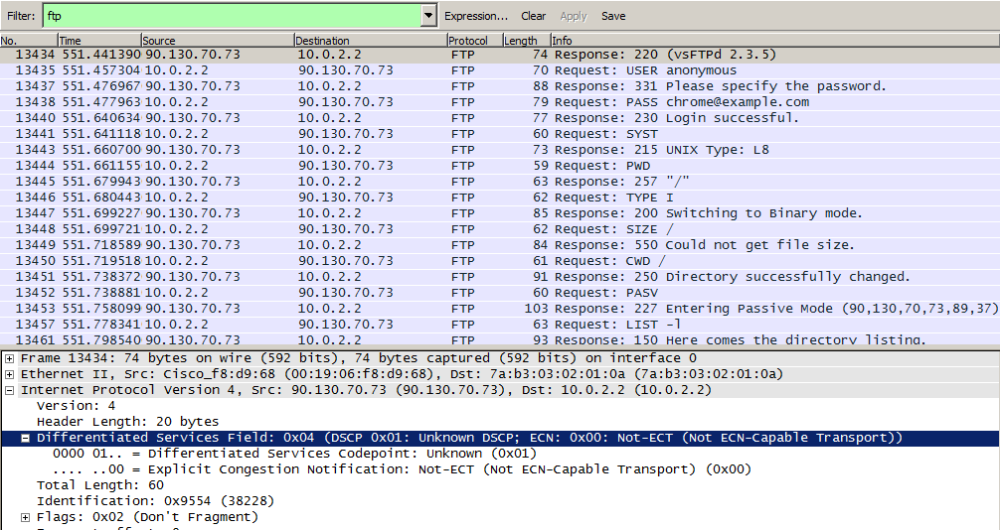 Filter: ftp Expression... Clear Apply Save
No. Time Source Destination Protocol Length Info
13434 551.441390 90.130.70.73 10.0.2.2 FTP 74 Response: 220 (vsFTPd 2.3.5)
13435 551.457304 10.0.2.2 90.130.70.73 FTP 70 Request: USER anonymous
13437 551.476967 90.130.70.73 10.0.2.2 FTP 88 Response: 331 Please specify the password.
13438 551.477963 10.0.2.2 90.130.70.73 FTP 79 Request: PASS chrome@example.com
13440 551.640634 90.130.70.73 10.0.2.2 FTP 77 Response: 230 Login successful.
13441 551.641118 10.0.2.2 90.130.70.73 FTP 60 Request: SYST
13443 551.660700 90.130.70.73 10.0.2.2 FTP 73 Response: 215 UNIX Type: L8
13444 551.661155 10.0.2.2 90.130.70.73 FTP 59 Request: PWD
13445 551.679943 90.130.70.73 10.0.2.2 FTP 63 Response: 257 "/"
13446 551.680443 10.0.2.2 90.130.70.73 FTP 62 Request: TYPE I
13447 551.699227 90.130.70.73 10.0.2.2 FTP 85 Response: 200 Switching to Binary mode.
13448 551.699721 10.0.2.2 90.130.70.73 FTP 62 Request: SIZE /
13449 551.718589 90.130.70.73 10.0.2.2 FTP 84 Response: 550 Could not get file size.
13450 551.719518 10.0.2.2 90.130.70.73 FTP 61 Request: CWD /
13451 551.738372 90.130.70.73 10.0.2.2 FTP 91 Response: 250 Directory successfully changed.
13452 551.738881 10.0.2.2 90.130.70.73 FTP 60 Request: PASV
13453 551.758099 90.130.70.73 10.0.2.2 FTP 103 Response: 227 Entering Passive Mode (90,130,70,73,89,37)
13457 551.778341 10.0.2.2 90.130.70.73 FTP 63 Request: LIST -l
13461 551.798540 90.130.70.73 10.0.2.2 FTP 93 Response: 150 Here comes the directory listing.
Frame 13434: 74 bytes on wire (592 bits), 74 bytes captured (592 bits) on interface 0
Ethernet II, Src: Cisco_f8:d9:68 (00:19:06:f8:d9:68), Dst: 7a:b3:03:02:01:0a (7a:b3:03:02:01:0a)
Internet Protocol Version 4, Src: 90.130.70.73 (90.130.70.73), Dst: 10.0.2.2 (10.0.2.2)
Version: 4
Header Length: 20 bytes
Differentiated Services Field: 0x04 (DSCP 0x01: Unknown DSCP; ECN: 0x00: Not-ECT (Not ECN-Capable Transport))
0000 01.. = Differentiated Services Codepoint: Unknown (0x01)
.... ..00 = Explicit Congestion Notification: Not-ECT (Not ECN-Capable Transport) (0x00)
Total Length: 60
Identification: 0x9554 (38228)
Flags: 0x02 (Don't Fragment)